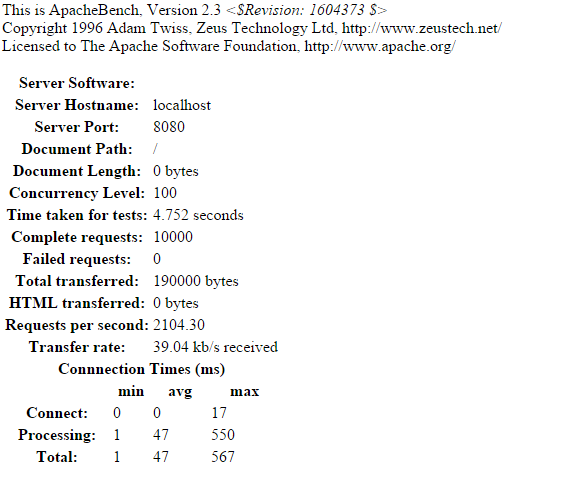 This is ApacheBench, Version 2.3 <$Revision: 1604373 $>
Copyright 1996 Adam Twiss, Zeus Technology Ltd, http://www.zeustech.net/
Licensed to The Apache Software Foundation, http://www.apache.org/
Server Software:
Server Hostname: localhost
Server Port: 8080
Document Path: /
Document Length: 0 bytes
Concurrency Level: 100
Time taken for tests: 4.752 seconds
Complete requests: 10000
Failed requests: 0
Total transferred: 190000 bytes
HTML transferred: 0 bytes
Requests per second: 2104.30
Transfer rate: 39.04 kb/s received
Connnection Times (ms)
min avg max
Connect: 0 0 17
Processing: 1 47 550
Total: 1 47 567